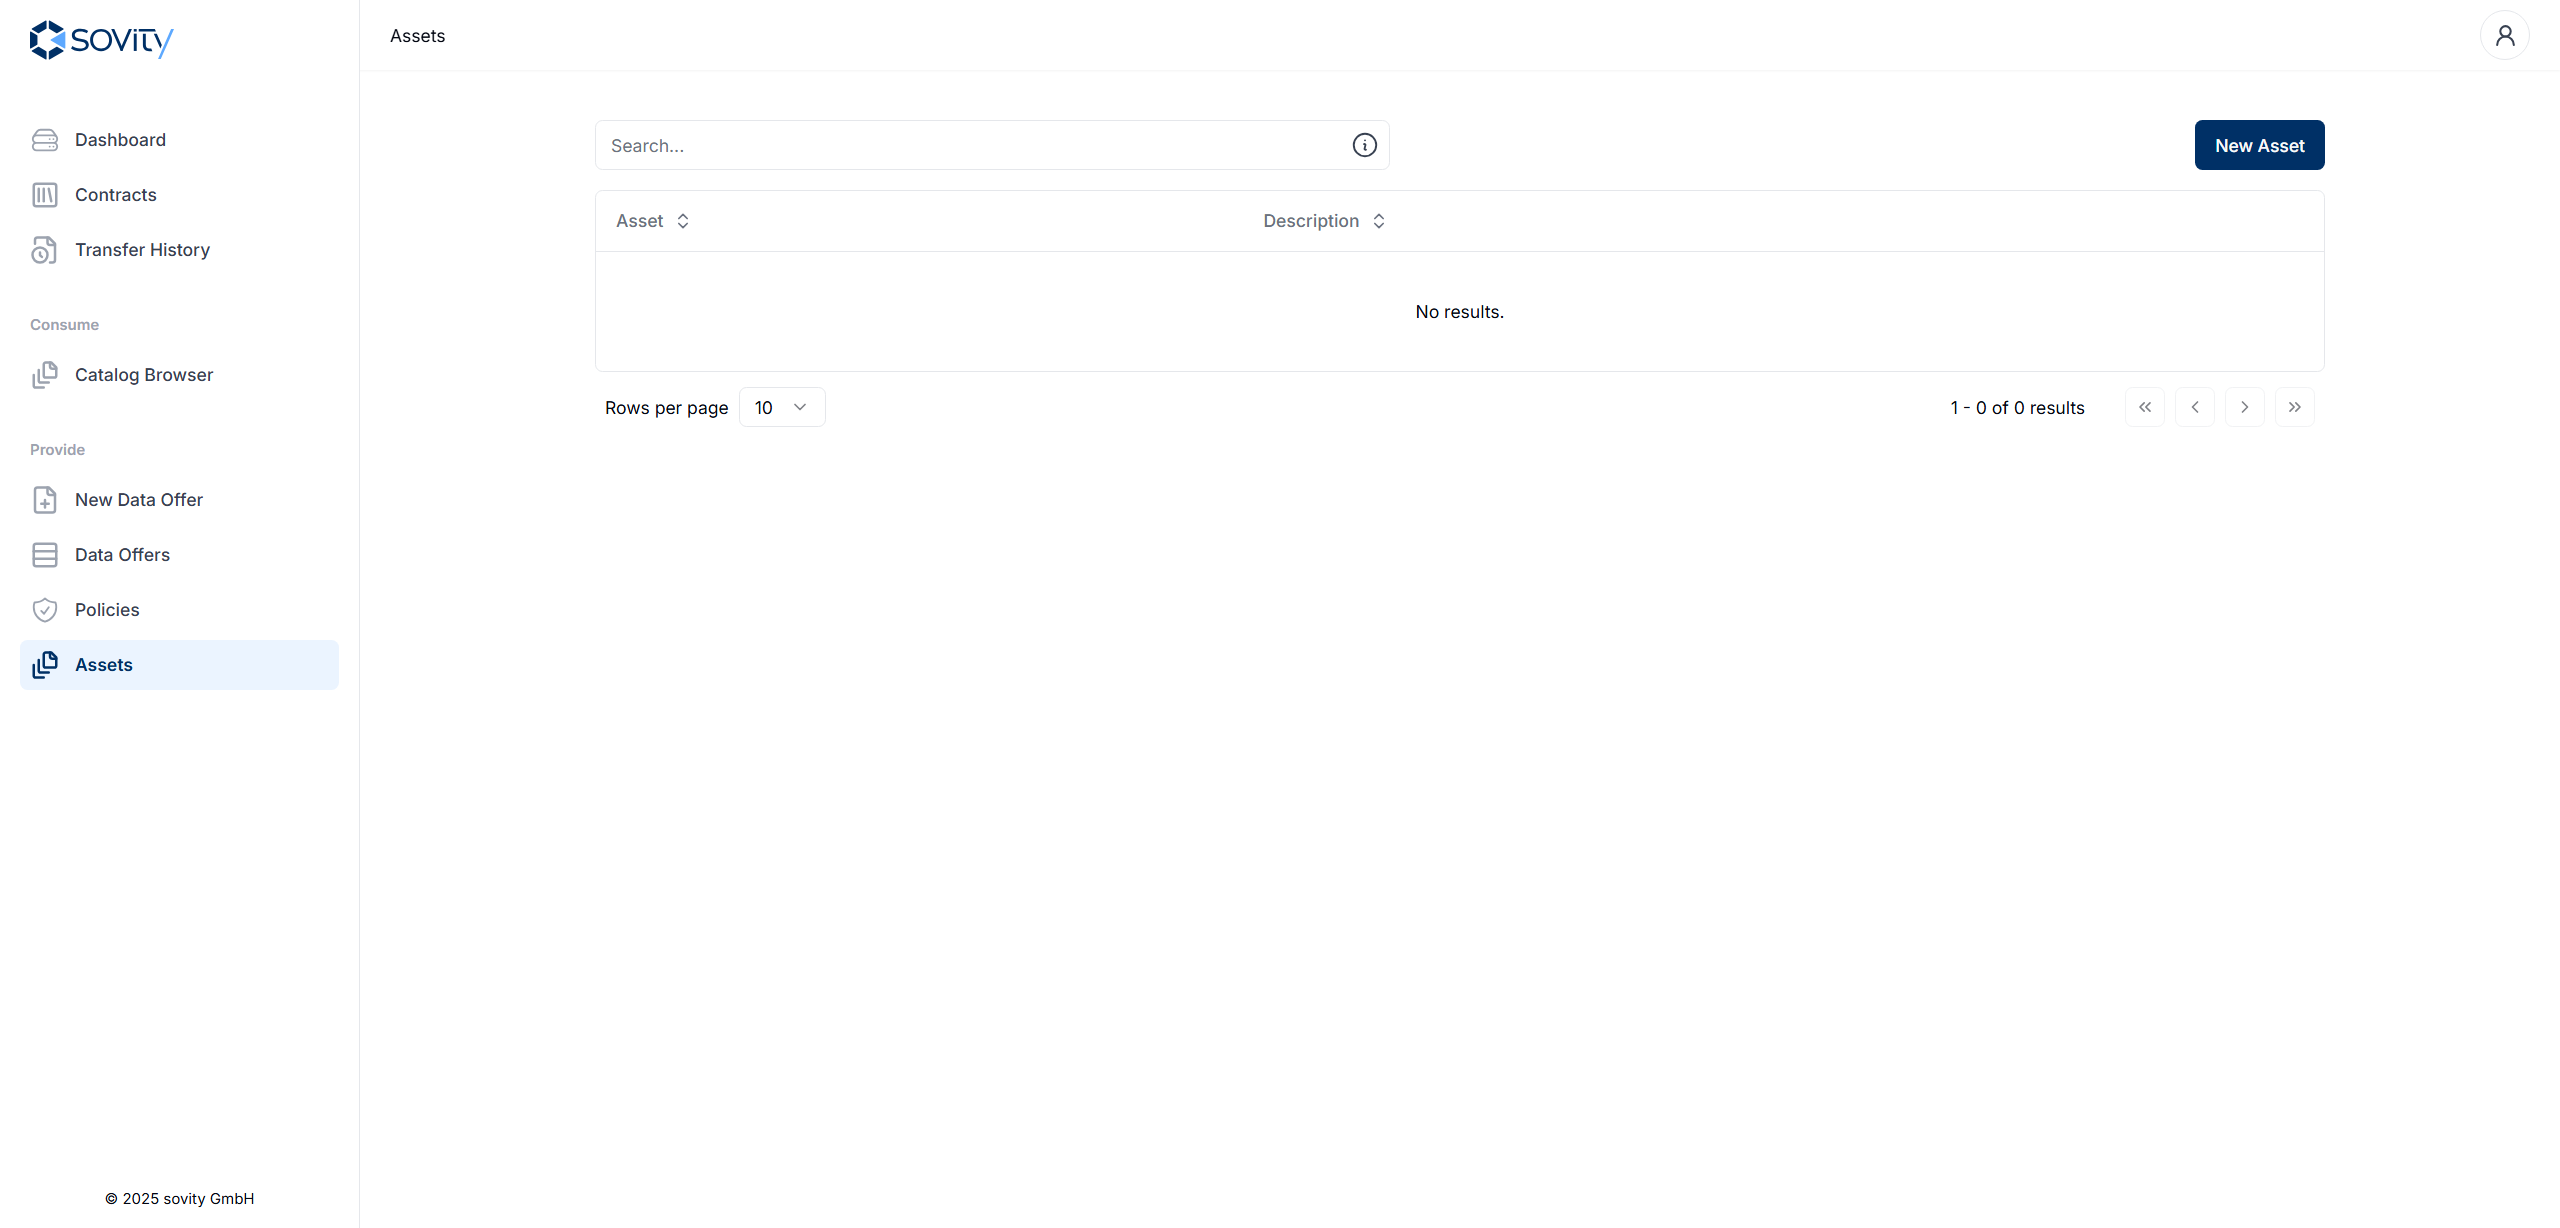 sovity
Assets
Dashboard
Contracts
Transfer History
Consume
Catalog Browser
Provide
New Data Offer
Data Offers
Policies
Assets
© 2025 sovity GmbH
Search...
New Asset
Asset
Description
No results.
Rows per page
10
1 - 0 of 0 results